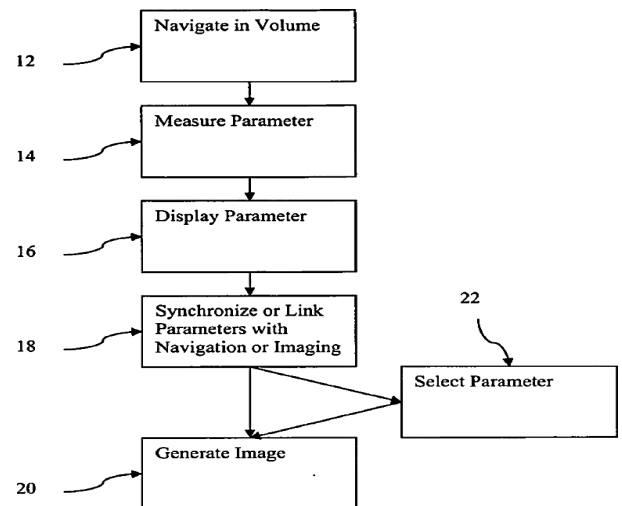 Navigate in Volume
12
Measure Parameter
14
Display Parameter
16
Synchronize or Link
Parameters with
Navigation or Imaging
18
22
Select Parameter
Generate Image
20